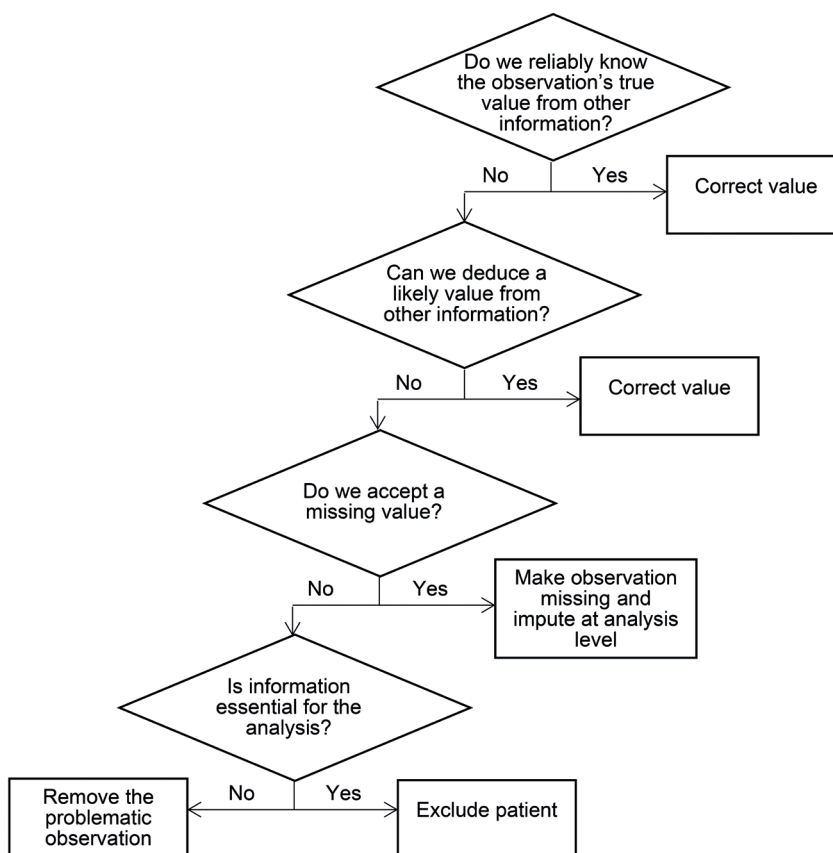 Do we reliably know
the observation's true
value from other
information?
No
Yes
Correct value
Can we deduce a
likely value from
other information?
No
Yes
Correct value
Do we accept a
missing value?
No
Yes
Make observation
missing and
impute at analysis
level
Is information
essential for the
analysis?
No
Yes
Remove the
problematic
observation
Exclude patient